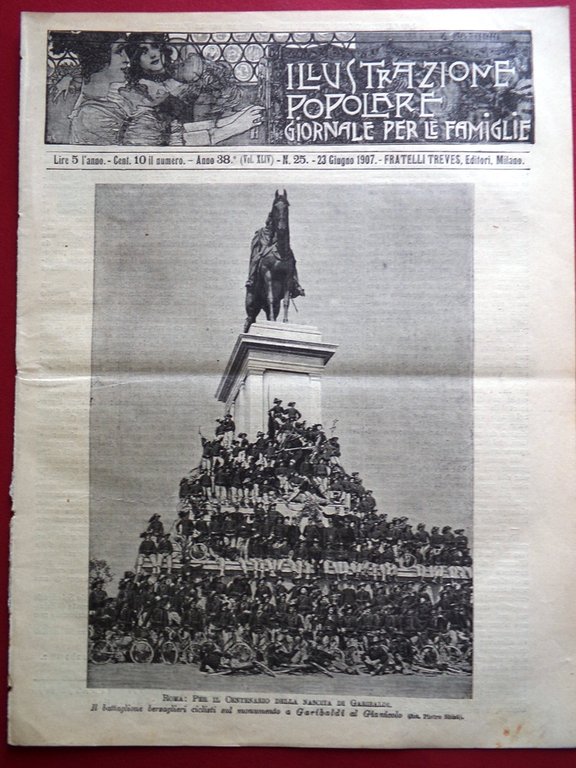 ILLUSTRAZIONE
POPOLARE
GIORNALE PER LE FAMIGLIE
Lire 5 l'anno. - Cent. 10 il numero. - Anno 38.º (Vol. XLIV) - N. 25. - 23 Giugno 1907. - FRATELLI TREVES, Editori, Milano.
ROMA: PER IL CENTENARIO DELLA NASCITA DI GARIBALDI.
Il battaglione bersaglieri ciclisti sul monumento a Garibaldi al Gianicolo